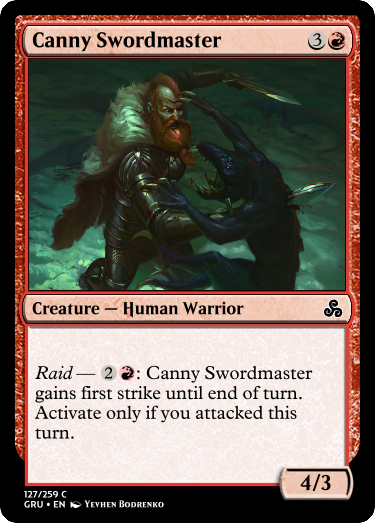 Canny Swordmaster 3
Creature — Human Warrior
Raid — 2 : Canny Swordmaster
gains first strike until end of turn.
Activate only if you attacked this
turn.
4/3
127/259 C
GRU • EN Yevhen Bodrenko